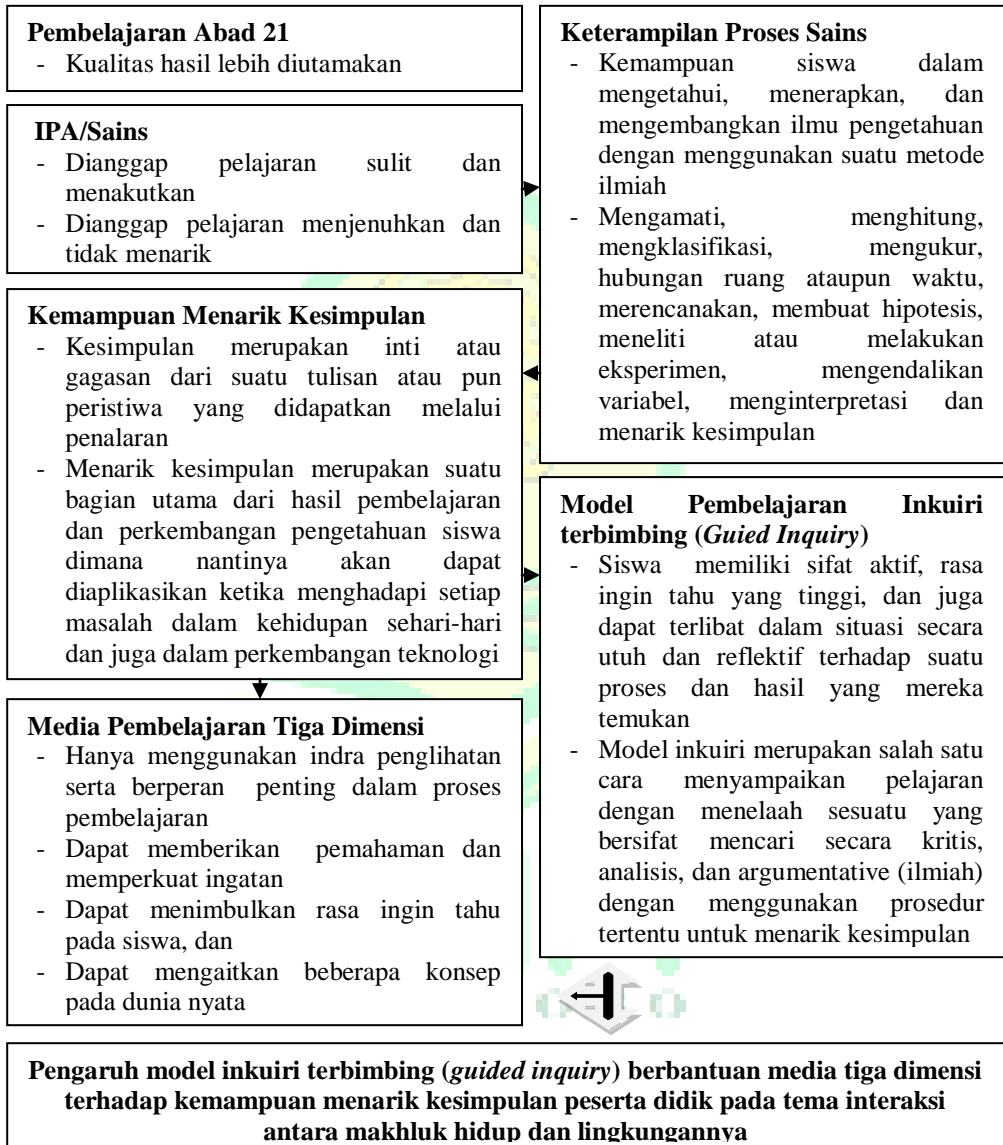 Pembelajaran Abad 21
- Kualitas hasil lebih diutamakan
IPA/Sains
- Dianggap pelajaran sulit dan
menakutkan
- Dianggap pelajaran menjenuhkan dan
tidak menarik
Kemampuan Menarik Kesimpulan
- Kesimpulan merupakan inti atau
gagasan dari suatu tulisan atau pun
peristiwa yang didapatkan melalui
penalaran
- Menarik kesimpulan merupakan suatu
bagian utama dari hasil pembelajaran
dan perkembangan pengetahuan siswa
dimana nantinya akan dapat
diaplikasikan ketika menghadapi setiap
masalah dalam kehidupan sehari-hari
dan juga dalam perkembangan teknologi
Media Pembelajaran Tiga Dimensi
- Hanya menggunakan indra penglihatan
serta berperan penting dalam proses
pembelajaran
- Dapat memberikan pemahaman dan
memperkuat ingatan
- Dapat menimbulkan rasa ingin tahu
pada siswa, dan
- Dapat mengaitkan beberapa konsep
pada dunia nyata
Keterampilan Proses Sains
- Kemampuan siswa dalam
mengetahui, menerapkan, dan
mengembangkan ilmu pengetahuan
dengan menggunakan suatu metode
ilmiah
- Mengamati, menghitung,
mengklasifikasi, mengukur,
hubungan ruang ataupun waktu,
merencanakan, membuat hipotesis,
meneliti atau melakukan
eksperimen, mengendalikan
variabel, menginterpretasi dan
menarik kesimpulan
Model Pembelajaran Inkuiri
terbimbing (Guied Inquiry)
- Siswa memiliki sifat aktif, rasa
ingin tahu yang tinggi, dan juga
dapat terlibat dalam situasi secara
utuh dan reflektif terhadap suatu
proses dan hasil yang mereka
temukan
- Model inkuiri merupakan salah satu
cara menyampaikan pelajaran
dengan menelaah sesuatu yang
bersifat mencari secara kritis,
analisis, dan argumentative (ilmiah)
dengan menggunakan prosedur
tertentu untuk menarik kesimpulan
Pengaruh model inkuiri terbimbing (guided inquiry) berbantuan media tiga dimensi
terhadap kemampuan menarik kesimpulan peserta didik pada tema interaksi
antara makhluk hidup dan lingkungannya